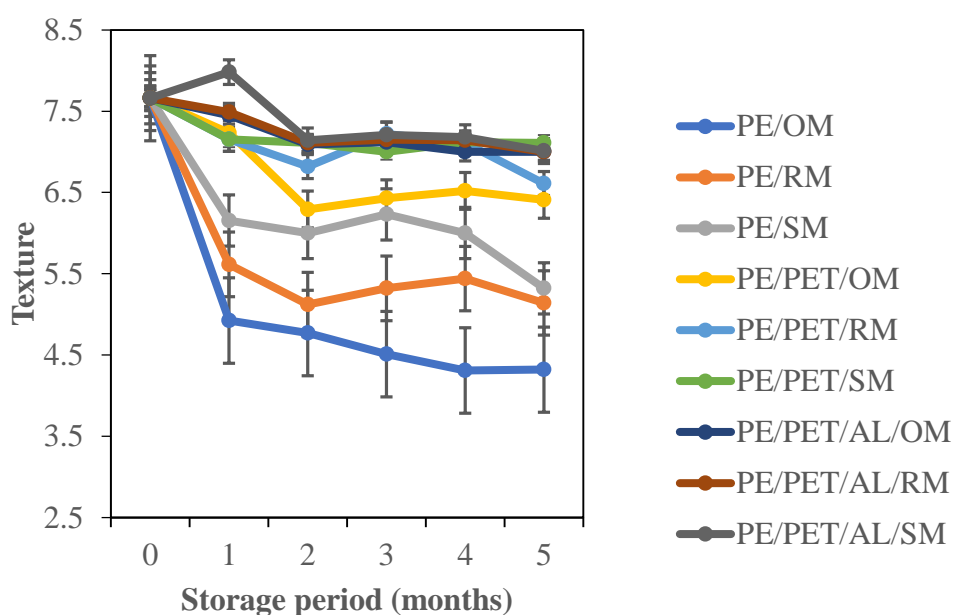 8.5
7.5
6.5
5.5
4.5
3.5
2.5
Texture
0 1 2 3 4 5
Storage period (months)
PE/OM
PE/RM
PE/SM
PE/PET/OM
PE/PET/RM
PE/PET/SM
PE/PET/AL/OM
PE/PET/AL/RM
PE/PET/AL/SM